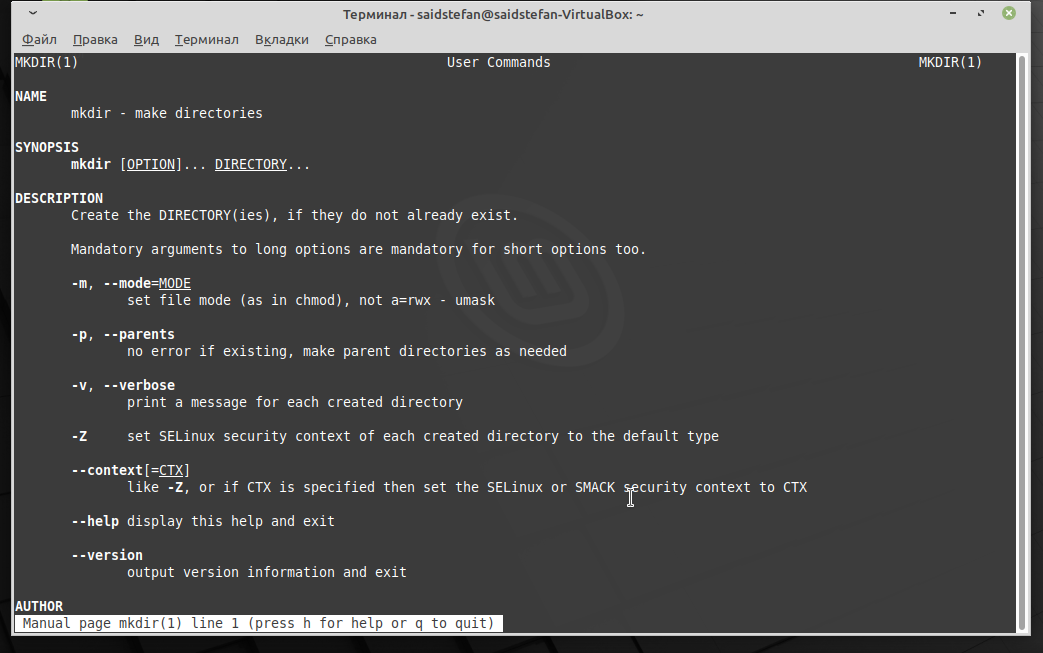 Терминал - saidstefan@saidstefan-VirtualBox: ~
Файл Правка Вид Терминал Вкладки Справка
MKDIR(1) User Commands MKDIR(1)
NAME
mkdir - make directories
SYNOPSIS
mkdir [OPTION]... DIRECTORY...
DESCRIPTION
Create the DIRECTORY(ies), if they do not already exist.
Mandatory arguments to long options are mandatory for short options too.
-m, --mode=MODE
set file mode (as in chmod), not a=rwx - umask
-p, --parents
no error if existing, make parent directories as needed
-v, --verbose
print a message for each created directory
-Z set SELinux security context of each created directory to the default type
--context[=CTX]
like -Z, or if CTX is specified then set the SELinux or SMACK security context to CTX
--help display this help and exit
--version
output version information and exit
AUTHOR
Manual page mkdir(1) line 1 (press h for help or q to quit)